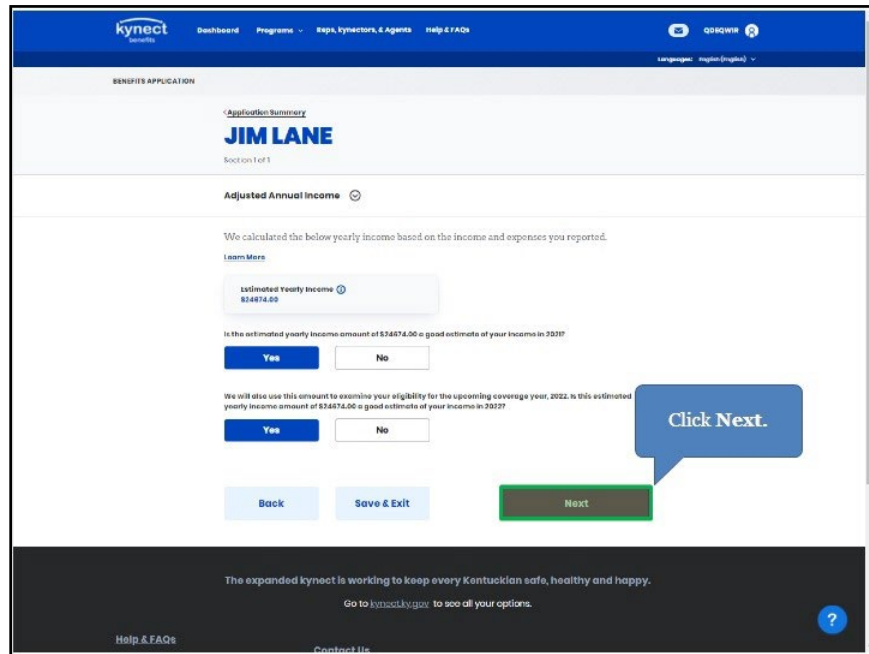 kynect
benefits
Dashboard Programs Reps, kynectors, & Agents Help & FAQs QDSQWIR
Languages: English (English)
BENEFITS APPLICATION
<Application Summary
JIM LANE
Section 1 of 1
Adjusted Annual Income
We calculated the below yearly income based on the income and expenses you reported.
Learn More
Estimated Yearly Income
$24674.00
Is the estimated yearly income amount of $24674.00 a good estimate of your income in 2021?
Yes No
We will also use this amount to examine your eligibility for the upcoming coverage year, 2022. Is this estimated
yearly income amount of $24674.00 a good estimate of your income in 2022?
Yes No
Click Next.
Back Save & Exit Next
The expanded kynect is working to keep every Kentuckian safe, healthy and happy.
Go to kynect.ky.gov to see all your options.
?
Help & FAQs
Contact Us